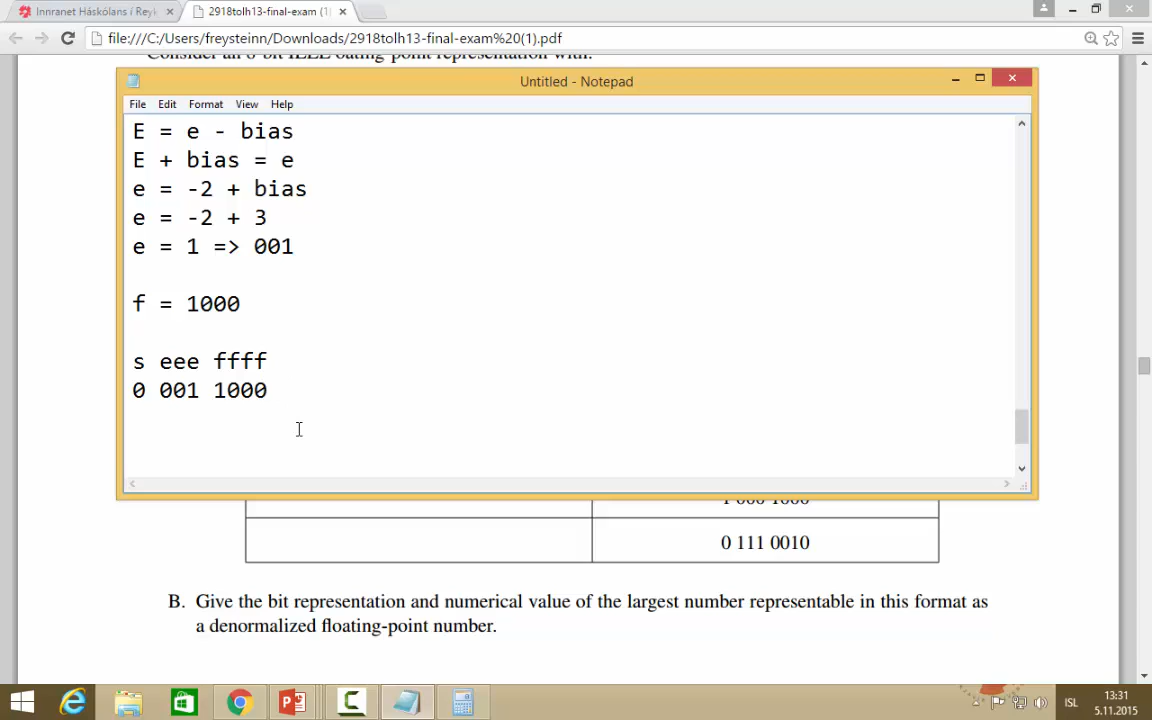 Innranet Háskólans í Reyk
2918tolh13-final-exam (1)
file:///C:/Users/freysteinn/Downloads/2918tolh13-final-exam%20(1).pdf
Untitled - Notepad
File Edit Format View Help
E = e - bias
E + bias = e
e = -2 + bias
e = -2 + 3
e = 1 => 001
f = 1000
s eee ffff
0 001 1000
1 000 1000
0 111 0010
B. Give the bit representation and numerical value of the largest number representable in this format as
a denormalized floating-point number.
ISL
13:31
5.11.2015